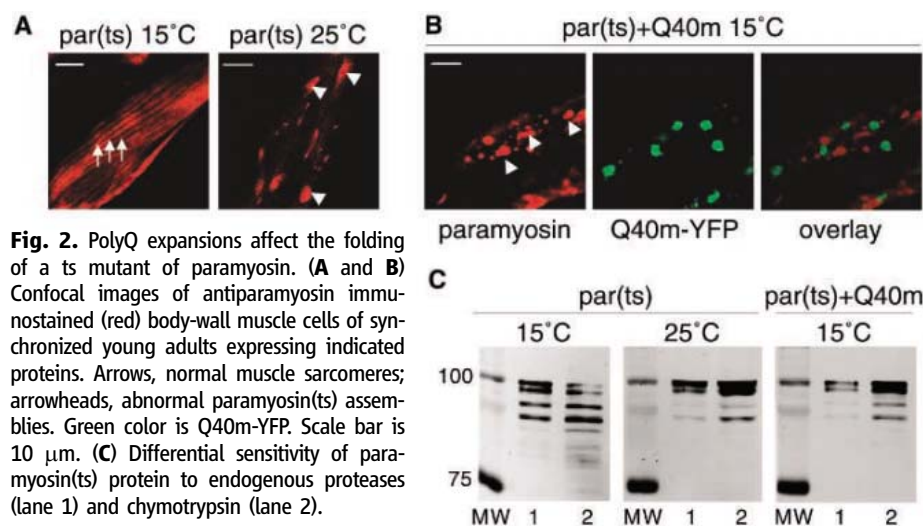 A
par(ts) 15°C
par(ts) 25°C
B
par(ts)+Q40m 15°C
paramyosin
Q40m-YFP
overlay
Fig. 2. PolyQ expansions affect the folding
of a ts mutant of paramyosin. (A and B)
Confocal images of antiparamyosin immu-
nostained (red) body-wall muscle cells of syn-
chronized young adults expressing indicated
proteins. Arrows, normal muscle sarcomeres;
arrowheads, abnormal paramyosin(ts) assem-
blies. Green color is Q40m-YFP. Scale bar is
10 μm. (C) Differential sensitivity of para-
myosin(ts) protein to endogenous proteases
(lane 1) and chymotrypsin (lane 2).
C
par(ts)
par(ts)+Q40m
15°C
25°C
15°C
100
75
MW 1 2
MW 1 2
MW 1 2